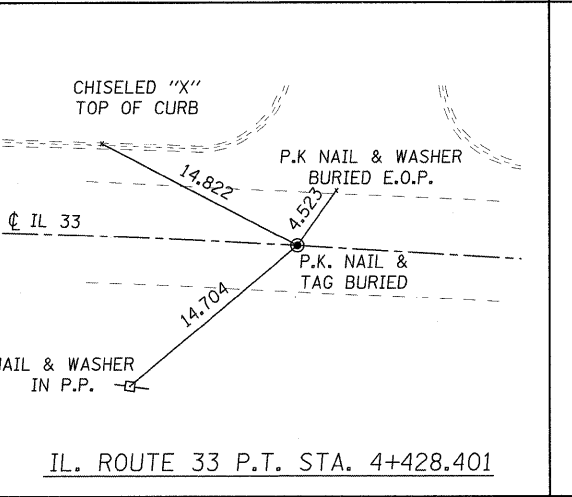 CHISELED "X"
TOP OF CURB
P.K NAIL & WASHER
BURIED E.O.P.
14.822
4.523
℄ IL 33
P.K. NAIL &
TAG BURIED
14.704
AIL & WASHER
IN P.P.
IL. ROUTE 33 P.T. STA. 4+428.401